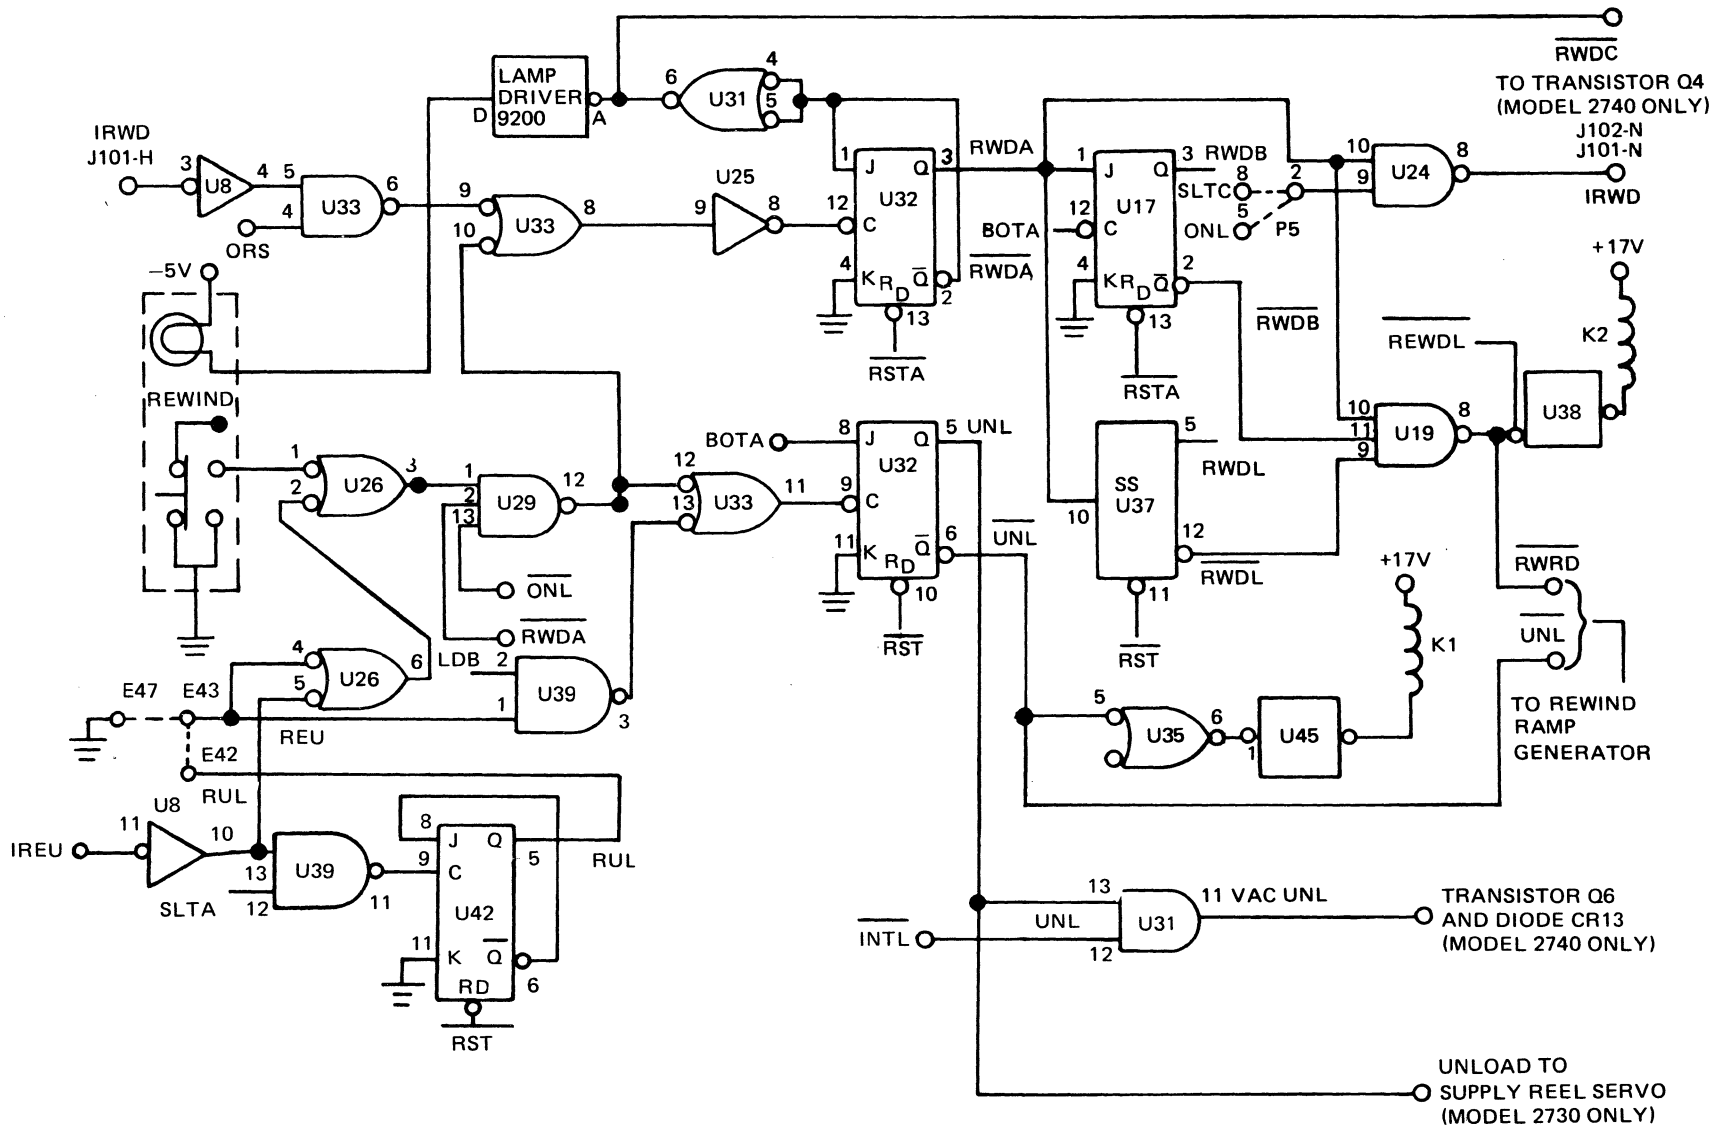 RWDC
TO TRANSISTOR Q4
(MODEL 2740 ONLY)
J102-N
J101-N
IRWD
LAMP
DRIVER
9200
D
A
6
U31
4
5
IRWD
J101-H
3
U8
4
5
4
U33
6
ORS
9
10
U33
8
U25
9
8
1
J
Q
3
12
U32
C
4
K
RD
Q
2
13
RSTA
RWDA
RWDA
1
J
Q
3
RWDB
12
BOTA
U17
C
4
K
RD
Q
2
13
RSTA
RWDB
8
SLTC
5
ONL
2
P5
10
9
U24
8
+17V
K2
REWDL
–5V
REWIND
1
2
U26
3
1
2
13
U29
12
ONL
RWDA
12
13
U33
11
BOTA
8
J
Q
5
UNL
U32
9
C
11
K
RD
Q
6
UNL
10
RST
SS
U37
5
RWDL
10
12
RWDL
11
RST
10
11
9
U19
8
U38
+17V
K1
RWRD
UNL
TO REWIND
RAMP
GENERATOR
4
5
U26
6
LDB
2
1
U39
3
E47
E43
REU
E42
RUL
5
U35
6
1
U45
IREU
11
U8
10
13
12
SLTA
U39
11
8
J
Q
5
RUL
9
C
U42
11
K
Q
6
RD
RST
INTL
13
UNL
12
U31
11 VAC UNL
TRANSISTOR Q6
AND DIODE CR13
(MODEL 2740 ONLY)
UNLOAD TO
SUPPLY REEL SERVO
(MODEL 2730 ONLY)